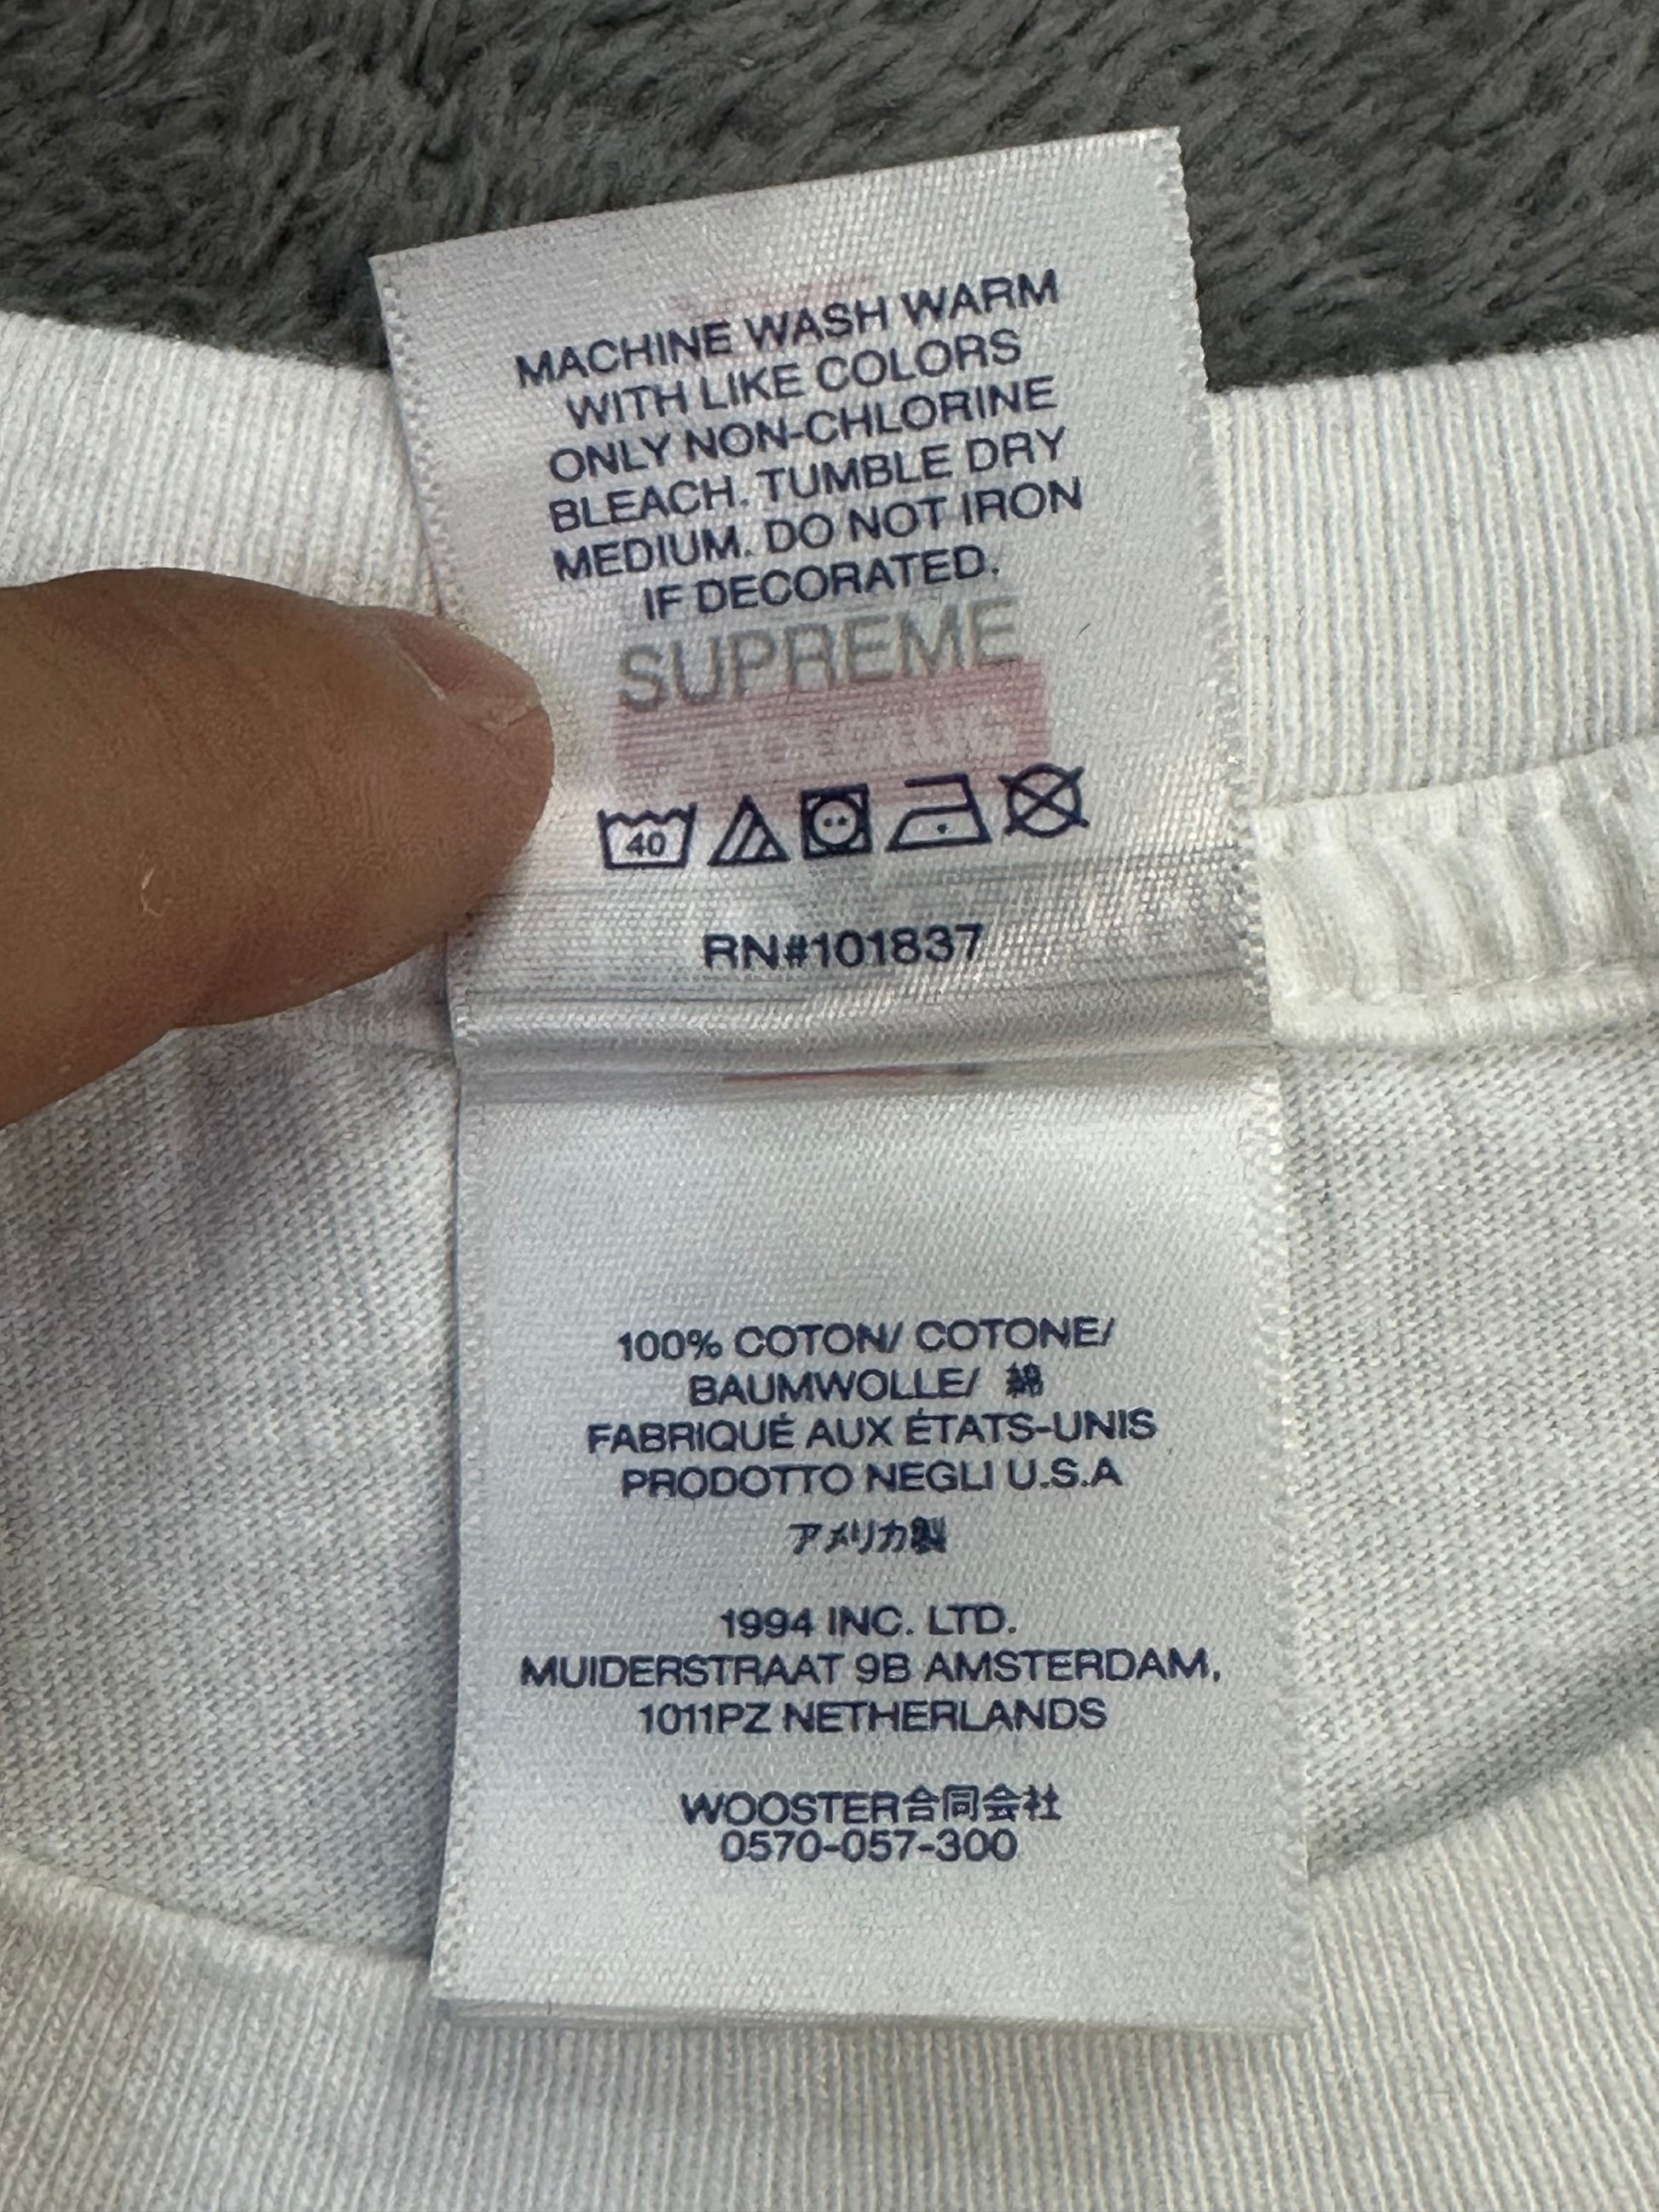 MACHINE WASH WARM
WITH LIKE COLORS
ONLY NON-CHLORINE
BLEACH. TUMBLE DRY
MEDIUM. DO NOT IRON
IF DECORATED.
SUPREME
40
RN#101837
100% COTON/ COTONE/
BAUMWOLLE/ 綿
FABRIQUÉ AUX ÉTATS-UNIS
PRODOTTO NEGLI U.S.A
アメリカ製
1994 INC. LTD.
MUIDERSTRAAT 9B AMSTERDAM,
1011PZ NETHERLANDS
WOOSTER合同会社
0570-057-300